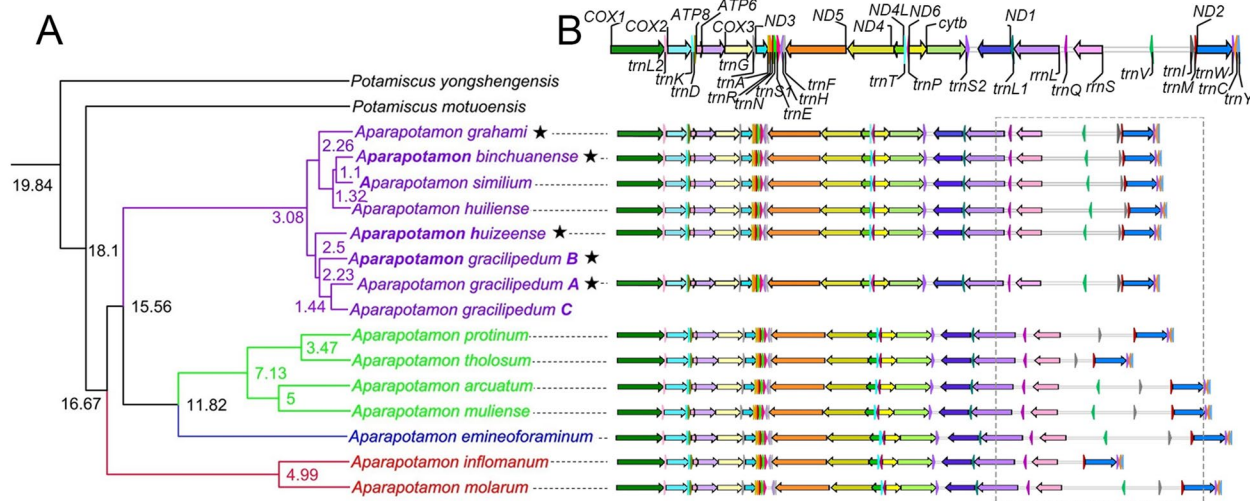 A
B
COX1
COX2
ATP8
ATP6
COX3
ND3
ND5
ND4
ND4L
ND6
cytb
ND1
ND2
trnL2
trnK
trnD
trnG
trnA
trnR
trnN
trnS1
trnE
trnF
trnH
trnT
trnP
trnS2
trnL1
rrnL
trnQ
rrnS
trnV
trnI
trnM
trnW
trnC
trnY
Potamiscus yongshengensis
Potamiscus motuoensis
Aparapotamon grahami ★
Aparapotamon binchuanense ★
Aparapotamon similium
Aparapotamon huiliense
Aparapotamon huizeense ★
Aparapotamon gracilipedum B ★
Aparapotamon gracilipedum A ★
Aparapotamon gracilipedum C
Aparapotamon protinum
Aparapotamon tholosum
Aparapotamon arcuatum
Aparapotamon muliense
Aparapotamon emineoforaminum
Aparapotamon inflomanum
Aparapotamon molarum
19.84
18.1
16.67
15.56
3.08
2.26
1.1
1.32
2.5
2.23
1.44
11.82
7.13
3.47
5
4.99